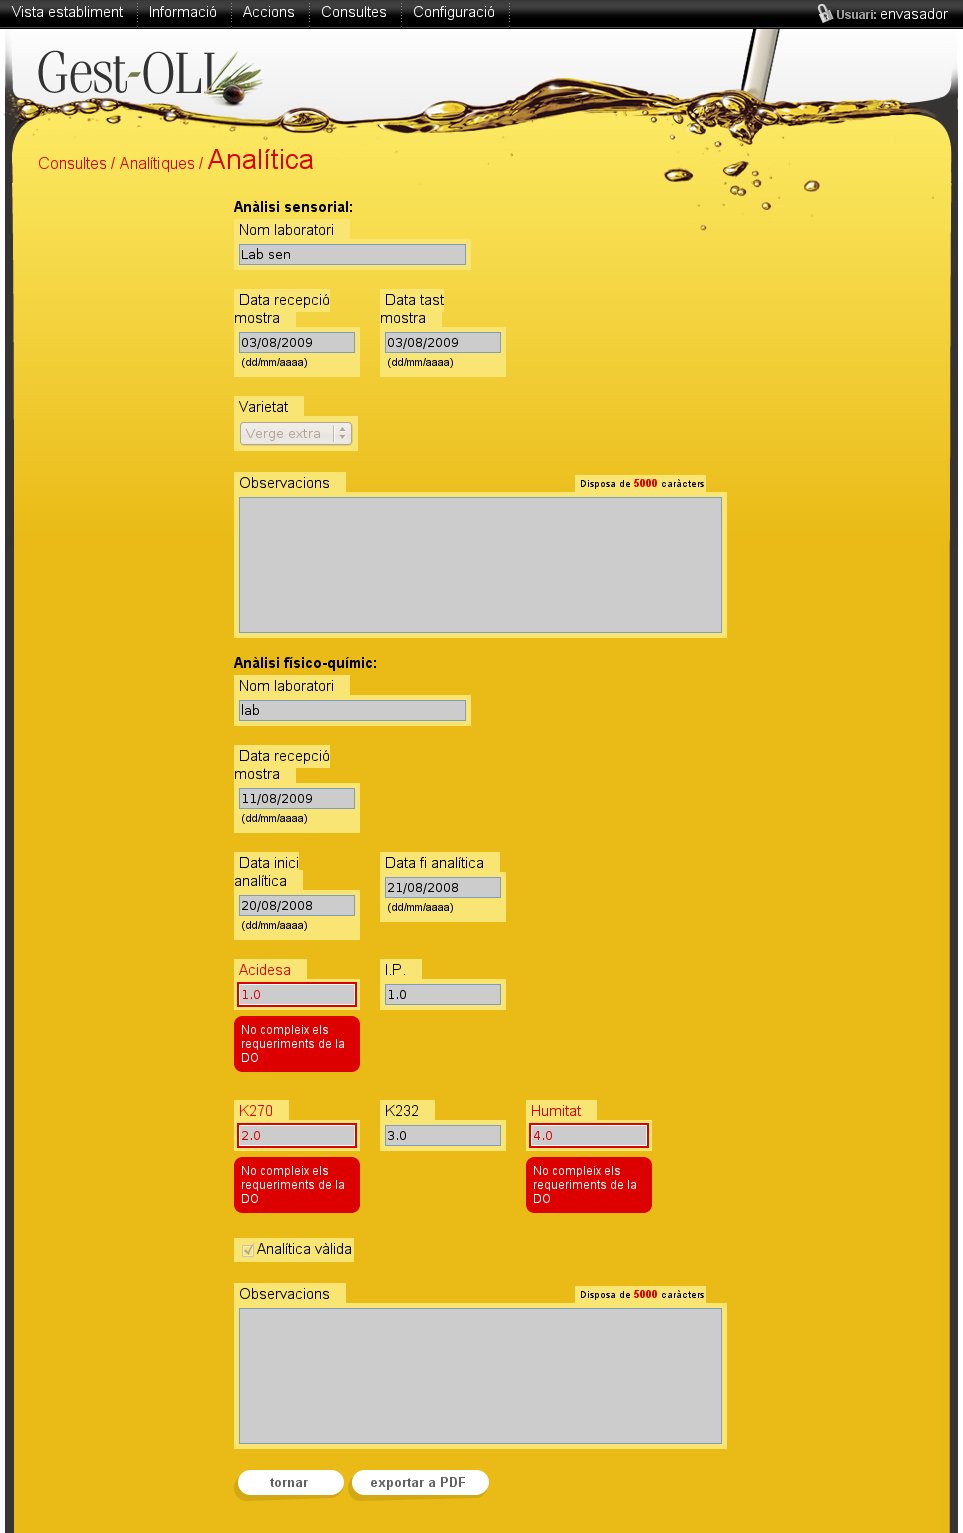 Vista establiment Informació Accions Consultes Configuració Usuari: envasador
Gest-OLI
Consultes / Analítiques / Analítica
Anàlisi sensorial:
Nom laboratori
Lab sen
Data recepció Data tast
mostra mostra
03/08/2009 03/08/2009
(dd/mm/aaaa) (dd/mm/aaaa)
Varietat
Verge extra
Observacions Disposa de 5000 caràcters
Anàlisi físico-químic:
Nom laboratori
lab
Data recepció
mostra
11/08/2009
(dd/mm/aaaa)
Data inici Data fi analítica
analítica
21/08/2008
20/08/2008
(dd/mm/aaaa)
(dd/mm/aaaa)
Acidesa I.P.
1.0 1.0
No compleix els
requeriments de la
DO
K270 K232 Humitat
2.0 3.0 4.0
No compleix els No compleix els
requeriments de la requeriments de la
DO DO
Analítica vàlida
Observacions Disposa de 5000 caràcters
tornar exportar a PDF